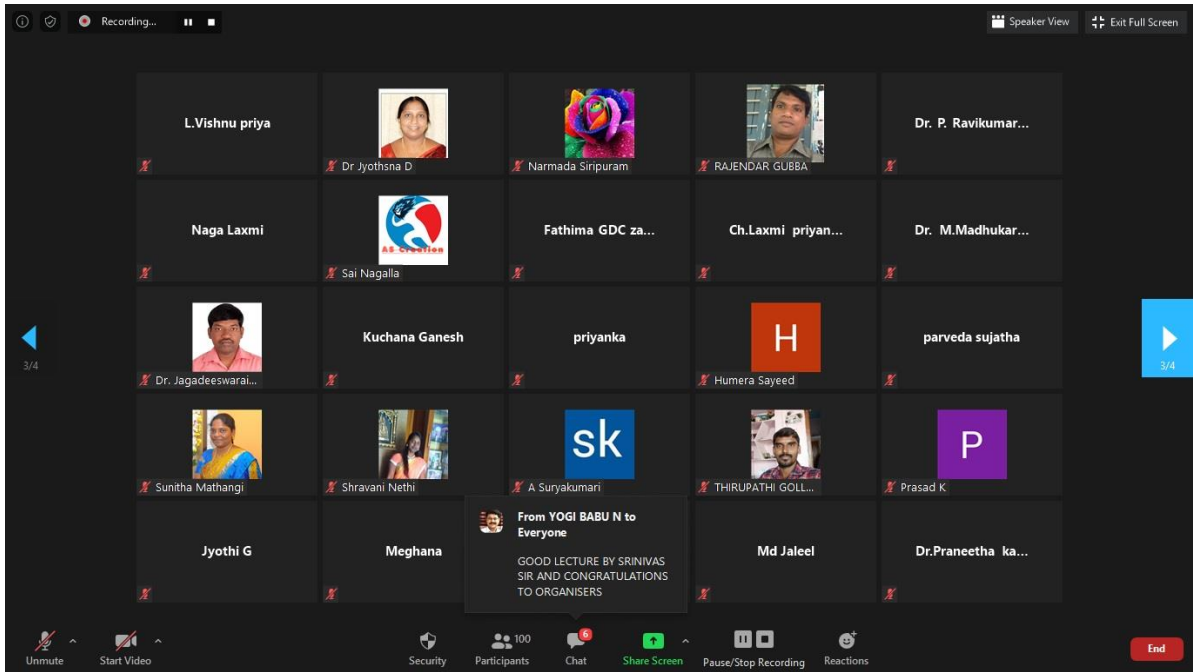 Recording...
Speaker View
Exit Full Screen
L.Vishnu priya
Dr Jyothsna D
Narmada Siripuram
RAJENDAR GUBBA
Dr. P. Ravikumar...
Naga Laxmi
AS Creation
Sai Nagalla
Fathima GDC za...
Ch.Laxmi priyan...
Dr. M.Madhukar...
3/4
Dr. Jagadeeswarai...
Kuchana Ganesh
priyanka
H
Humera Sayeed
parveda sujatha
3/4
Sunitha Mathangi
Shravani Nethi
sk
A Suryakumari
THIRUPATHI GOLL...
P
Prasad K
Jyothi G
Meghana
From YOGI BABU N to
Everyone
GOOD LECTURE BY SRINIVAS
SIR AND CONGRATULATIONS
TO ORGANISERS
Md Jaleel
Dr.Praneetha ka...
Unmute
Start Video
Security
100
Participants
6
Chat
Share Screen
Pause/Stop Recording
Reactions
End